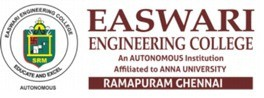 EASWARI ENGINEERING COLLEGE
SRM
EDUCATE AND EXCEL
AUTONOMOUS
EASWARI
ENGINEERING COLLEGE
AN AUTONOMOUS Institution
Affiliated to ANNA UNIVERSITY
RAMAPURAM CHENNAI